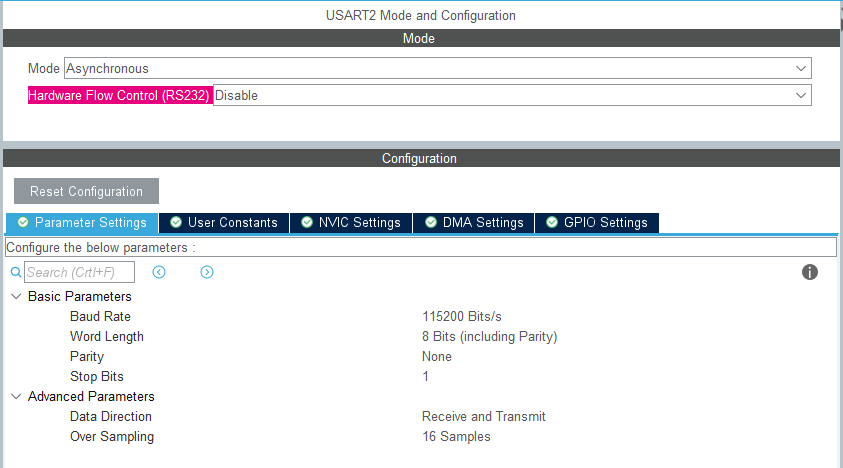 USART2 Mode and Configuration
Mode
Mode Asynchronous
Hardware Flow Control (RS232) Disable
Configuration
Reset Configuration
Parameter Settings User Constants NVIC Settings DMA Settings GPIO Settings
Configure the below parameters :
Search (Crtl+F)
Basic Parameters
Baud Rate 115200 Bits/s
Word Length 8 Bits (including Parity)
Parity None
Stop Bits 1
Advanced Parameters
Data Direction Receive and Transmit
Over Sampling 16 Samples